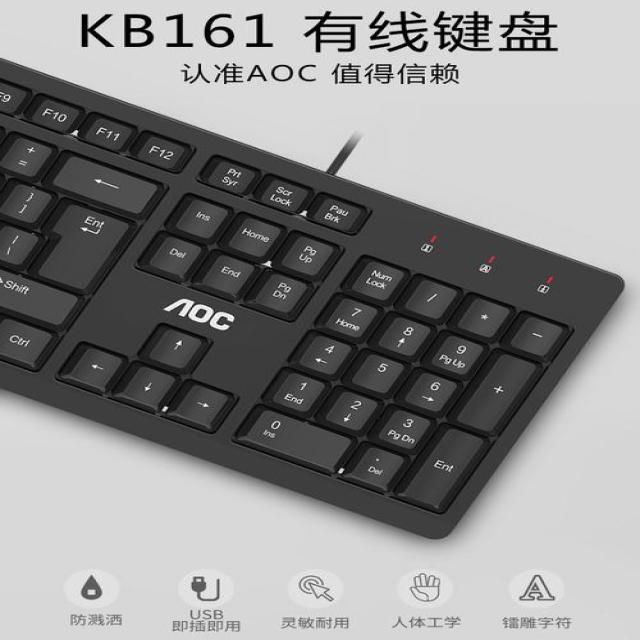 KB161 有线键盘
认准AOC 值得信赖
F9
F10
F11
F12
Prt
Syr
Scr
Lock
Pau
Brk
+
=
←
}
]
Ent
|
\
Shift
Ctrl
Ins
Home
Pg
Up
Del
End
Pg
Dn
AOC
↑
←
↓
→
1
A
Num
Lock
/
*
-
7
Home
8
↑
9
Pg Up
+
4
←
5
6
→
1
End
2
↓
3
Pg Dn
Ent
0
Ins
.
Del
防溅洒
USB
即插即用
灵敏耐用
人体工学
镭雕字符